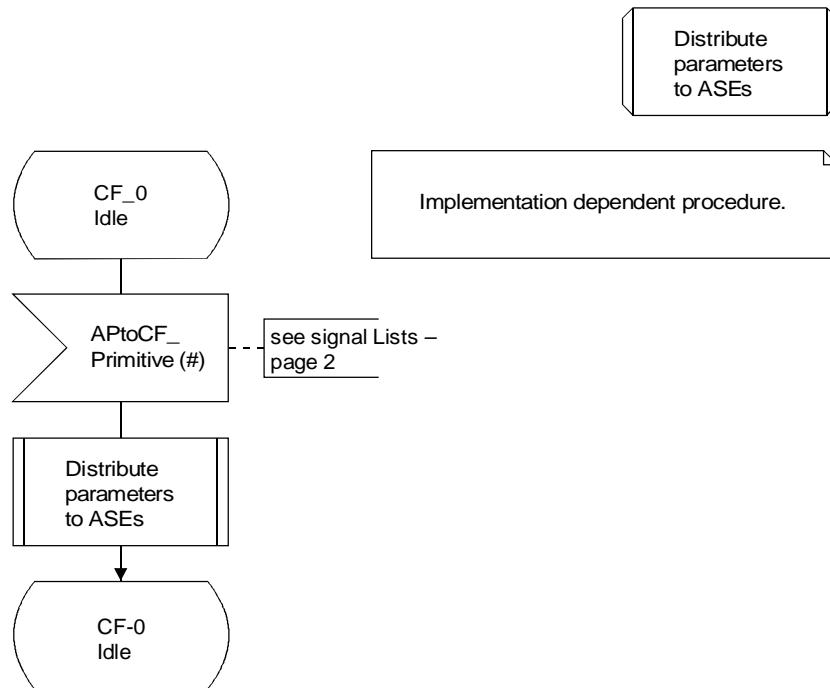 Distribute
parameters
to ASEs
CF_0
Idle
Implementation dependent procedure.
APtoCF_
Primitive (#)
see signal Lists –
page 2
Distribute
parameters
to ASEs
CF-0
Idle